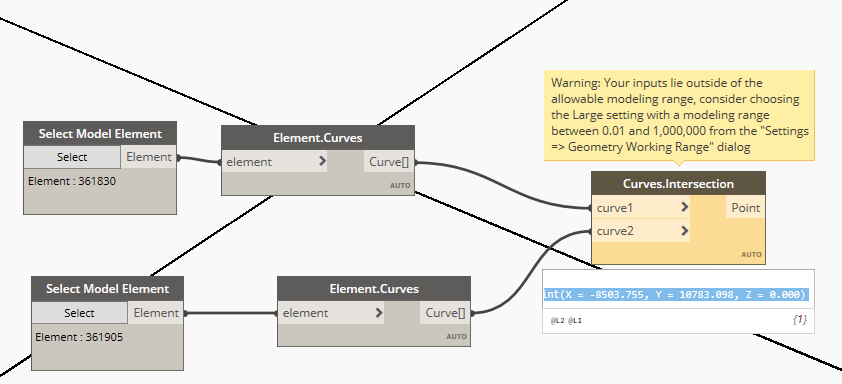 Warning: Your inputs lie outside of the
allowable modeling range, consider choosing
the Large setting with a modeling range
between 0.01 and 1,000,000 from the "Settings
=> Geometry Working Range" dialog
Select Model Element
Select
Element
Element : 361830
Element.Curves
element
>
Curve[]
AUTO
Curves.Intersection
curve1
>
Point
curve2
>
AUTO
int(X = -8503.755, Y = 10783.098, Z = 0.000)
@L2 @L1
{1}
Select Model Element
Select
Element
Element : 361905
Element.Curves
element
>
Curve[]
AUTO